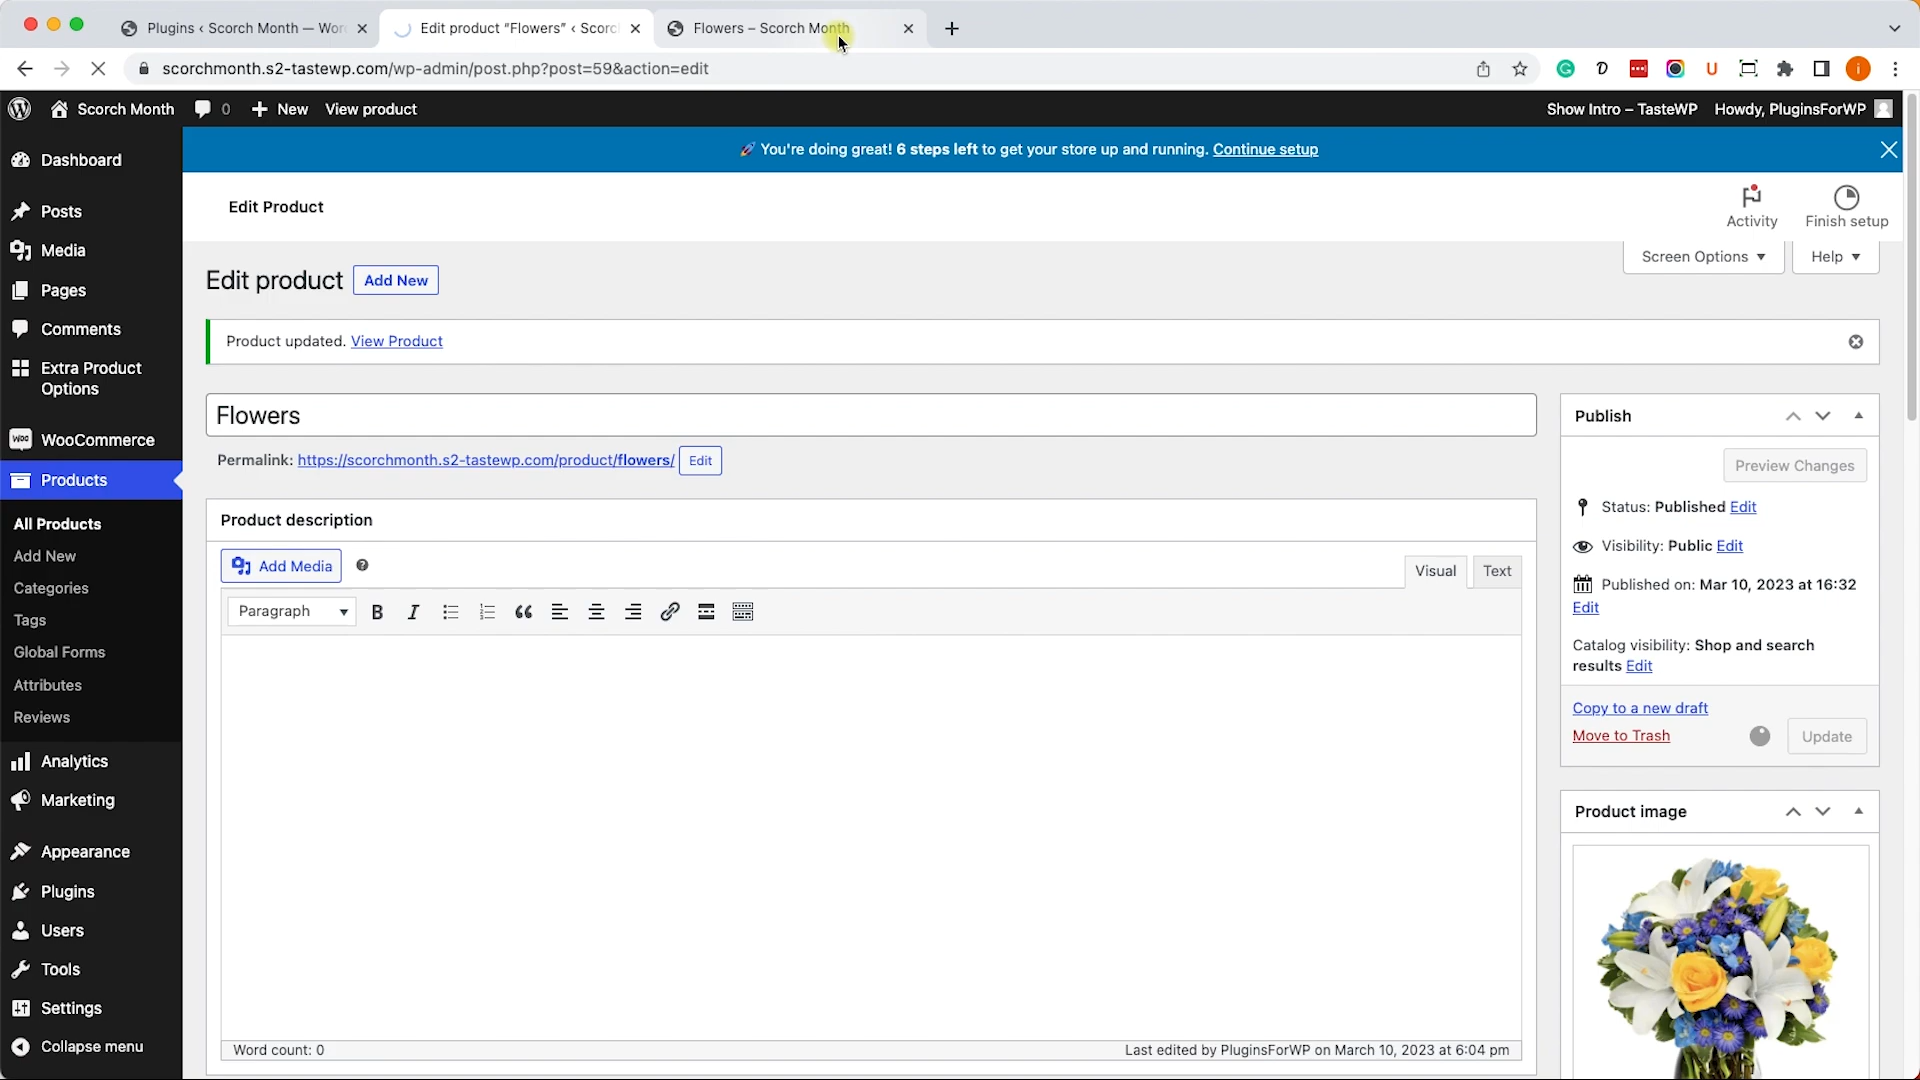 Plugins ‹ Scorch Month — Wor
Edit product “Flowers” ‹ Scorc
Flowers – Scorch Month
scorchmonth.s2-tastewp.com/wp-admin/post.php?post=59&action=edit
Scorch Month
0
New
View product
Show Intro – TasteWP
Howdy, PluginsForWP
🚀 You're doing great! 6 steps left to get your store up and running. Continue setup
Edit Product
Activity
Finish setup
Screen Options
Help
Edit product
Add New
Product updated. View Product
Flowers
Permalink: https://scorchmonth.s2-tastewp.com/product/flowers/
Edit
Product description
Add Media
Visual
Text
Paragraph
Word count: 0
Last edited by PluginsForWP on March 10, 2023 at 6:04 pm
Publish
Preview Changes
Status: Published Edit
Visibility: Public Edit
Published on: Mar 10, 2023 at 16:32
Edit
Catalog visibility: Shop and search
results Edit
Copy to a new draft
Move to Trash
Update
Product image
Dashboard
Posts
Media
Pages
Comments
Extra Product
Options
Woo
WooCommerce
Products
All Products
Add New
Categories
Tags
Global Forms
Attributes
Reviews
Analytics
Marketing
Appearance
Plugins
Users
Tools
Settings
Collapse menu